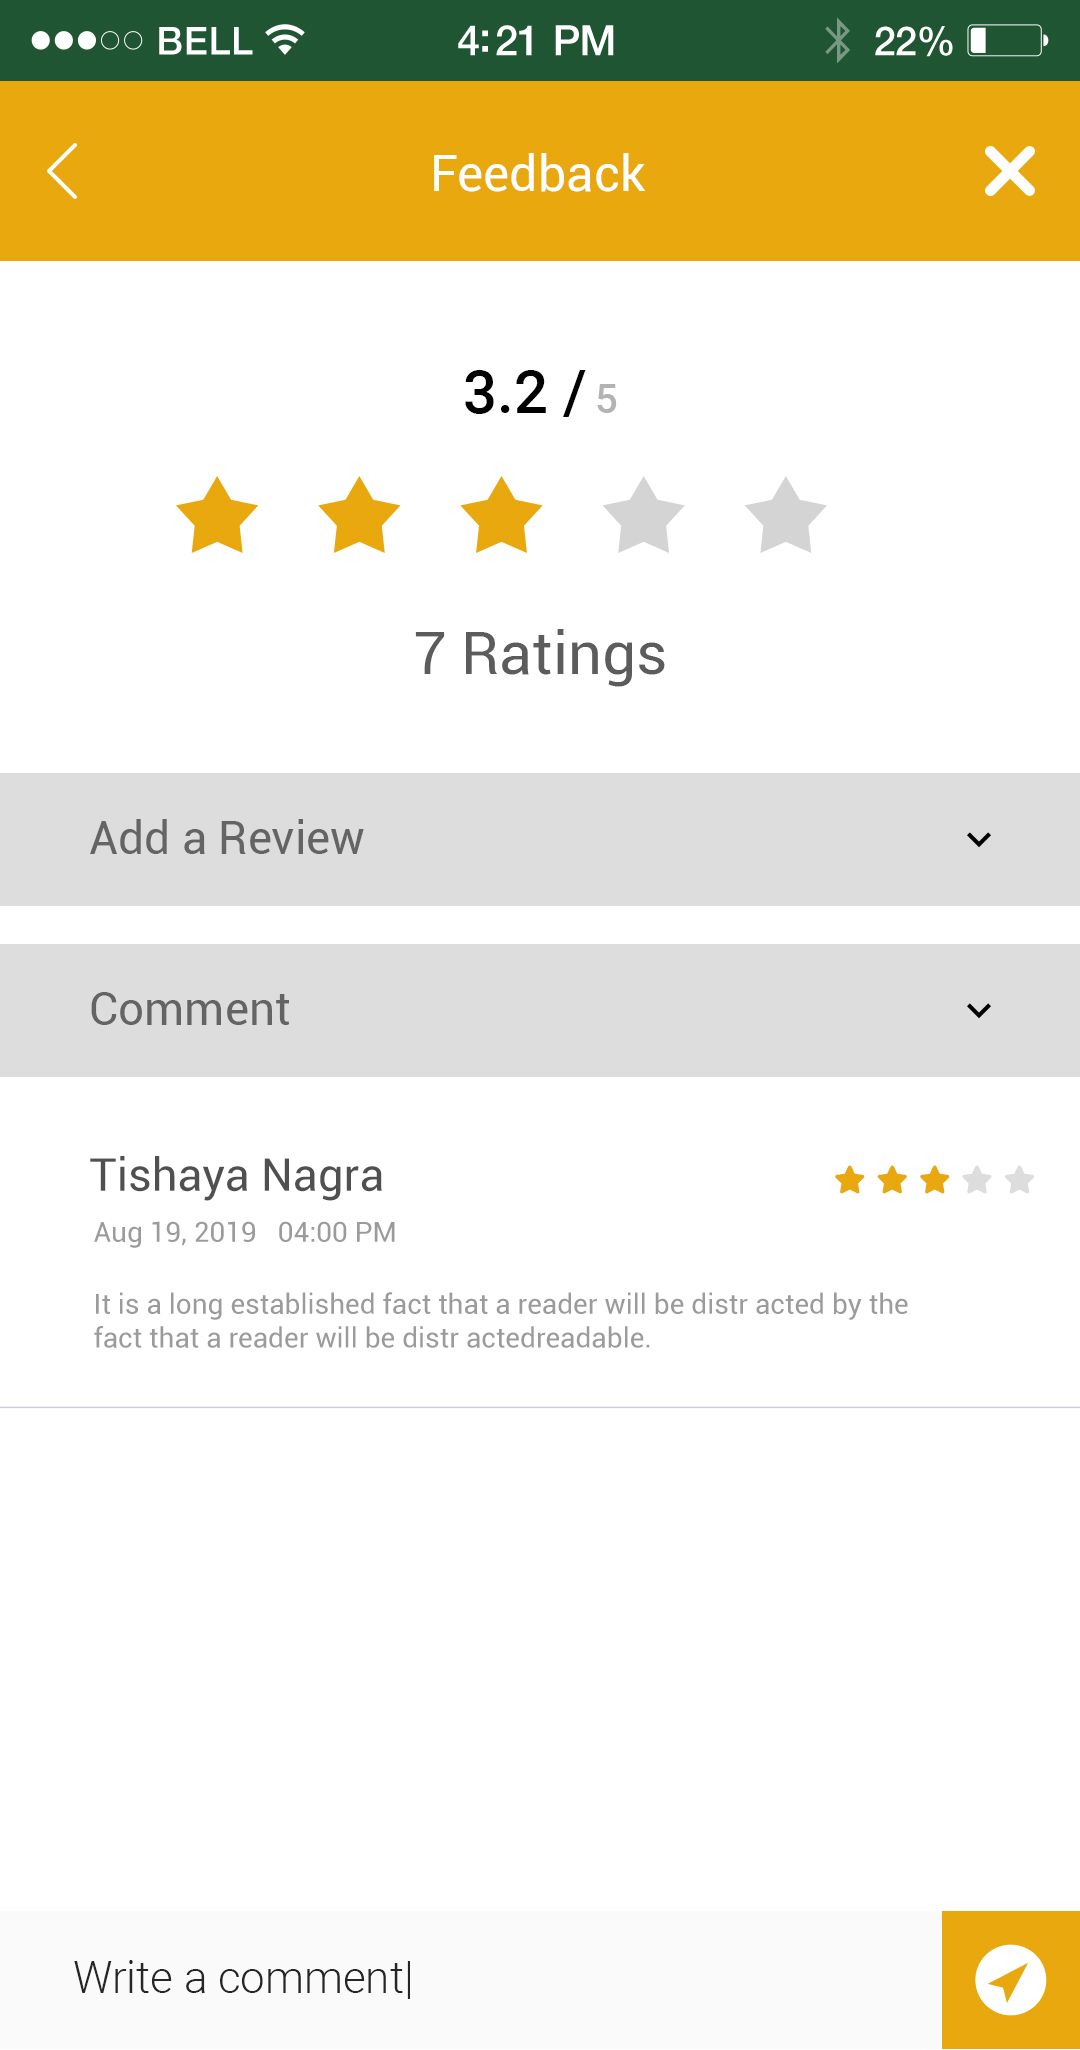 BELL 4:21 PM 22%
Feedback
3.2 / 5
7 Ratings
Add a Review
Comment
Tishaya Nagra
Aug 19, 2019 04:00 PM
It is a long established fact that a reader will be distr acted by the
fact that a reader will be distr actedreadable.
Write a comment